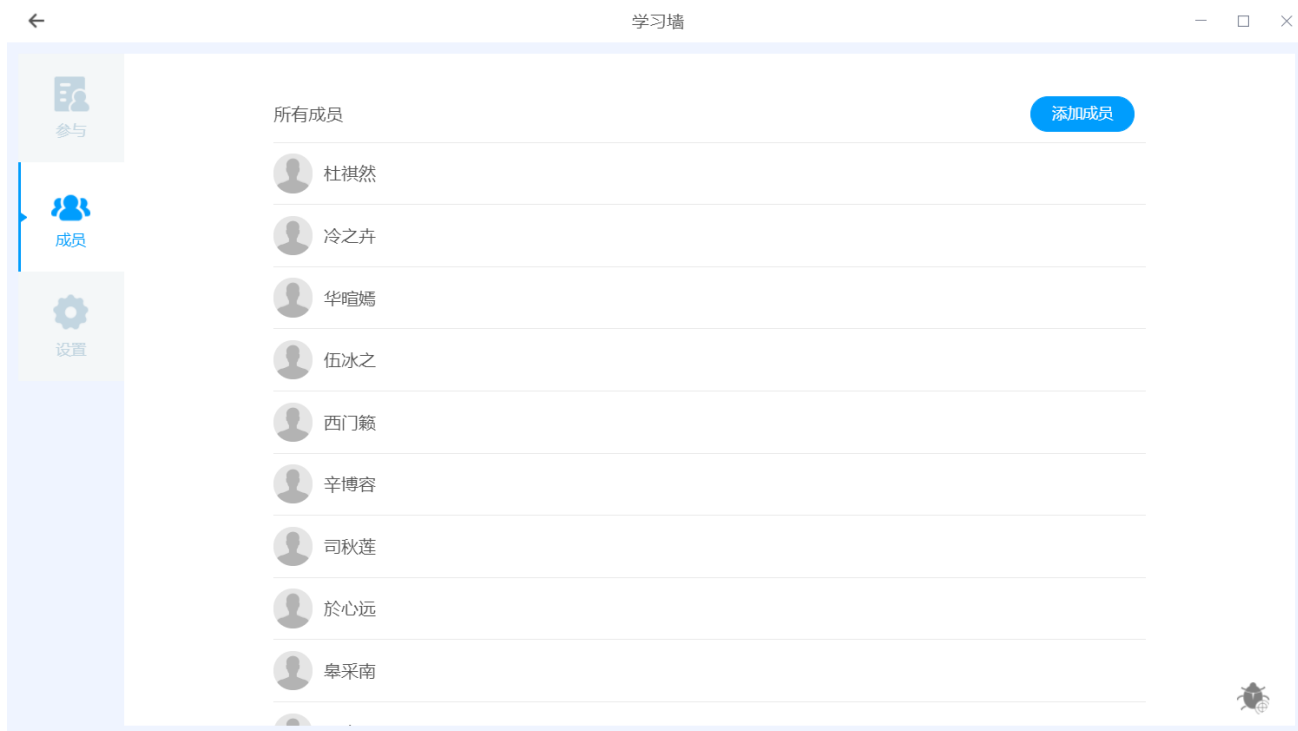 学习墙
参与
成员
设置
所有成员
添加成员
杜祺然
冷之卉
华暄嫣
伍冰之
西门籁
辛博容
司秋莲
於心远
皋采南